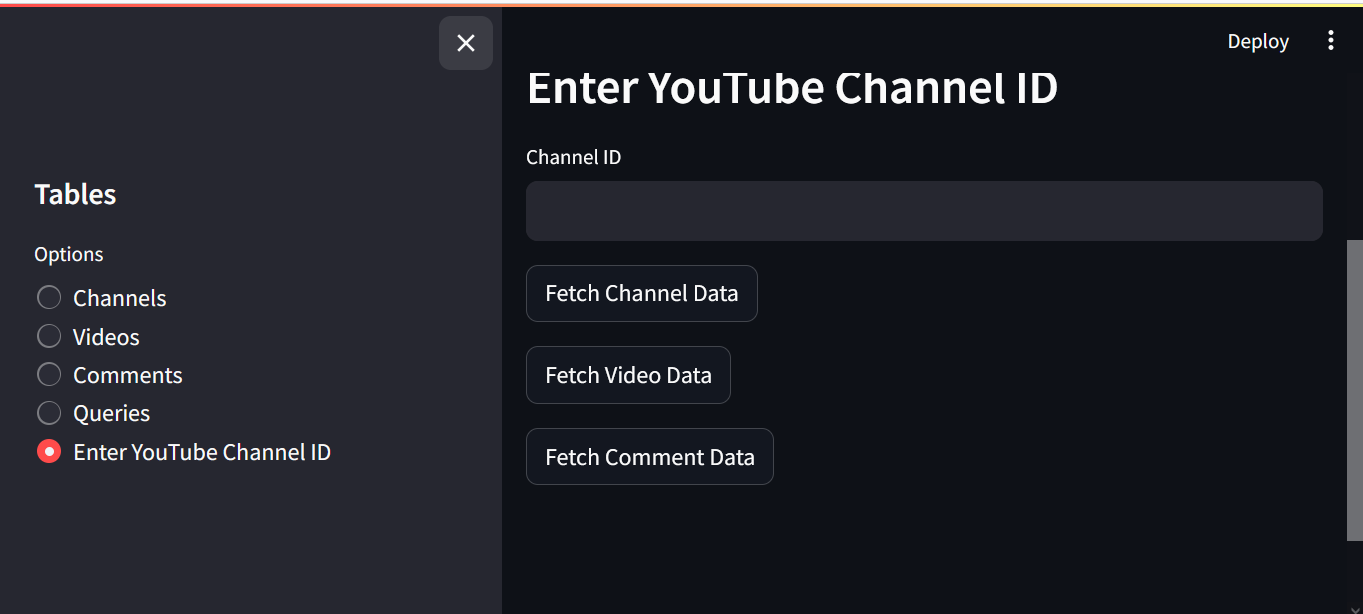 Deploy
Tables
Options
Channels
Videos
Comments
Queries
Enter YouTube Channel ID
Enter YouTube Channel ID
Channel ID
Fetch Channel Data
Fetch Video Data
Fetch Comment Data